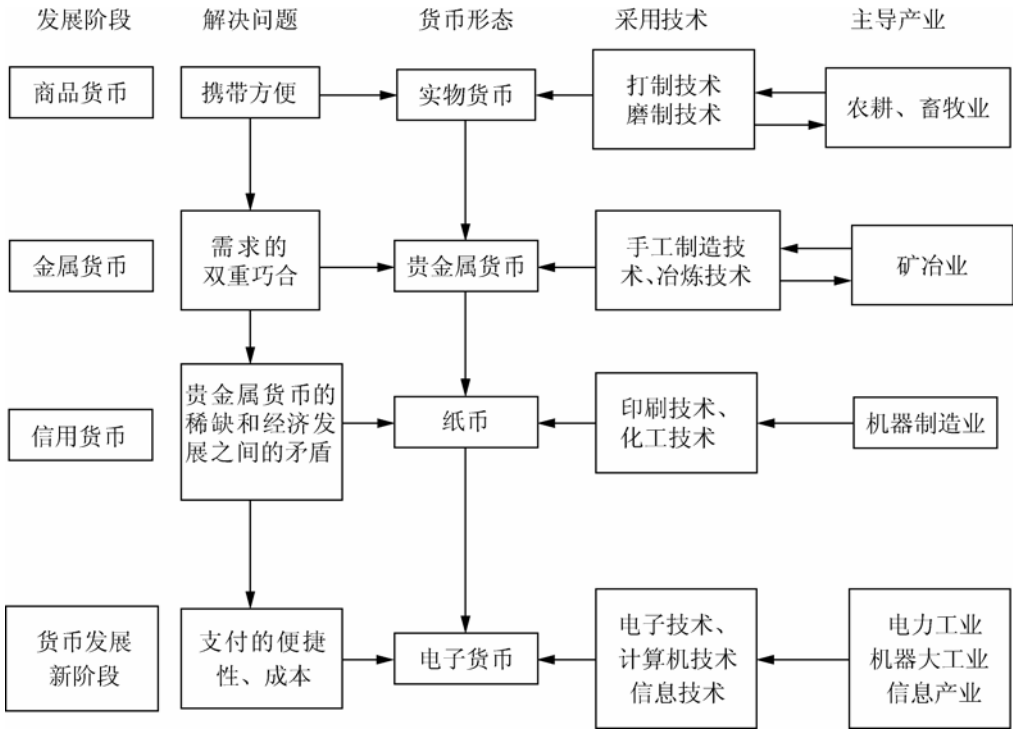 发展阶段 解决问题 货币形态 采用技术 主导产业
商品货币
携带方便
实物货币
打制技术
磨制技术
农耕、畜牧业
金属货币
需求的
双重巧合
贵金属货币
手工制造技
术、冶炼技术
矿冶业
信用货币
贵金属货币的
稀缺和经济发
展之间的矛盾
纸币
印刷技术、
化工技术
机器制造业
货币发展
新阶段
支付的便捷
性、成本
电子货币
电子技术、
计算机技术
信息技术
电力工业
机器大工业
信息产业